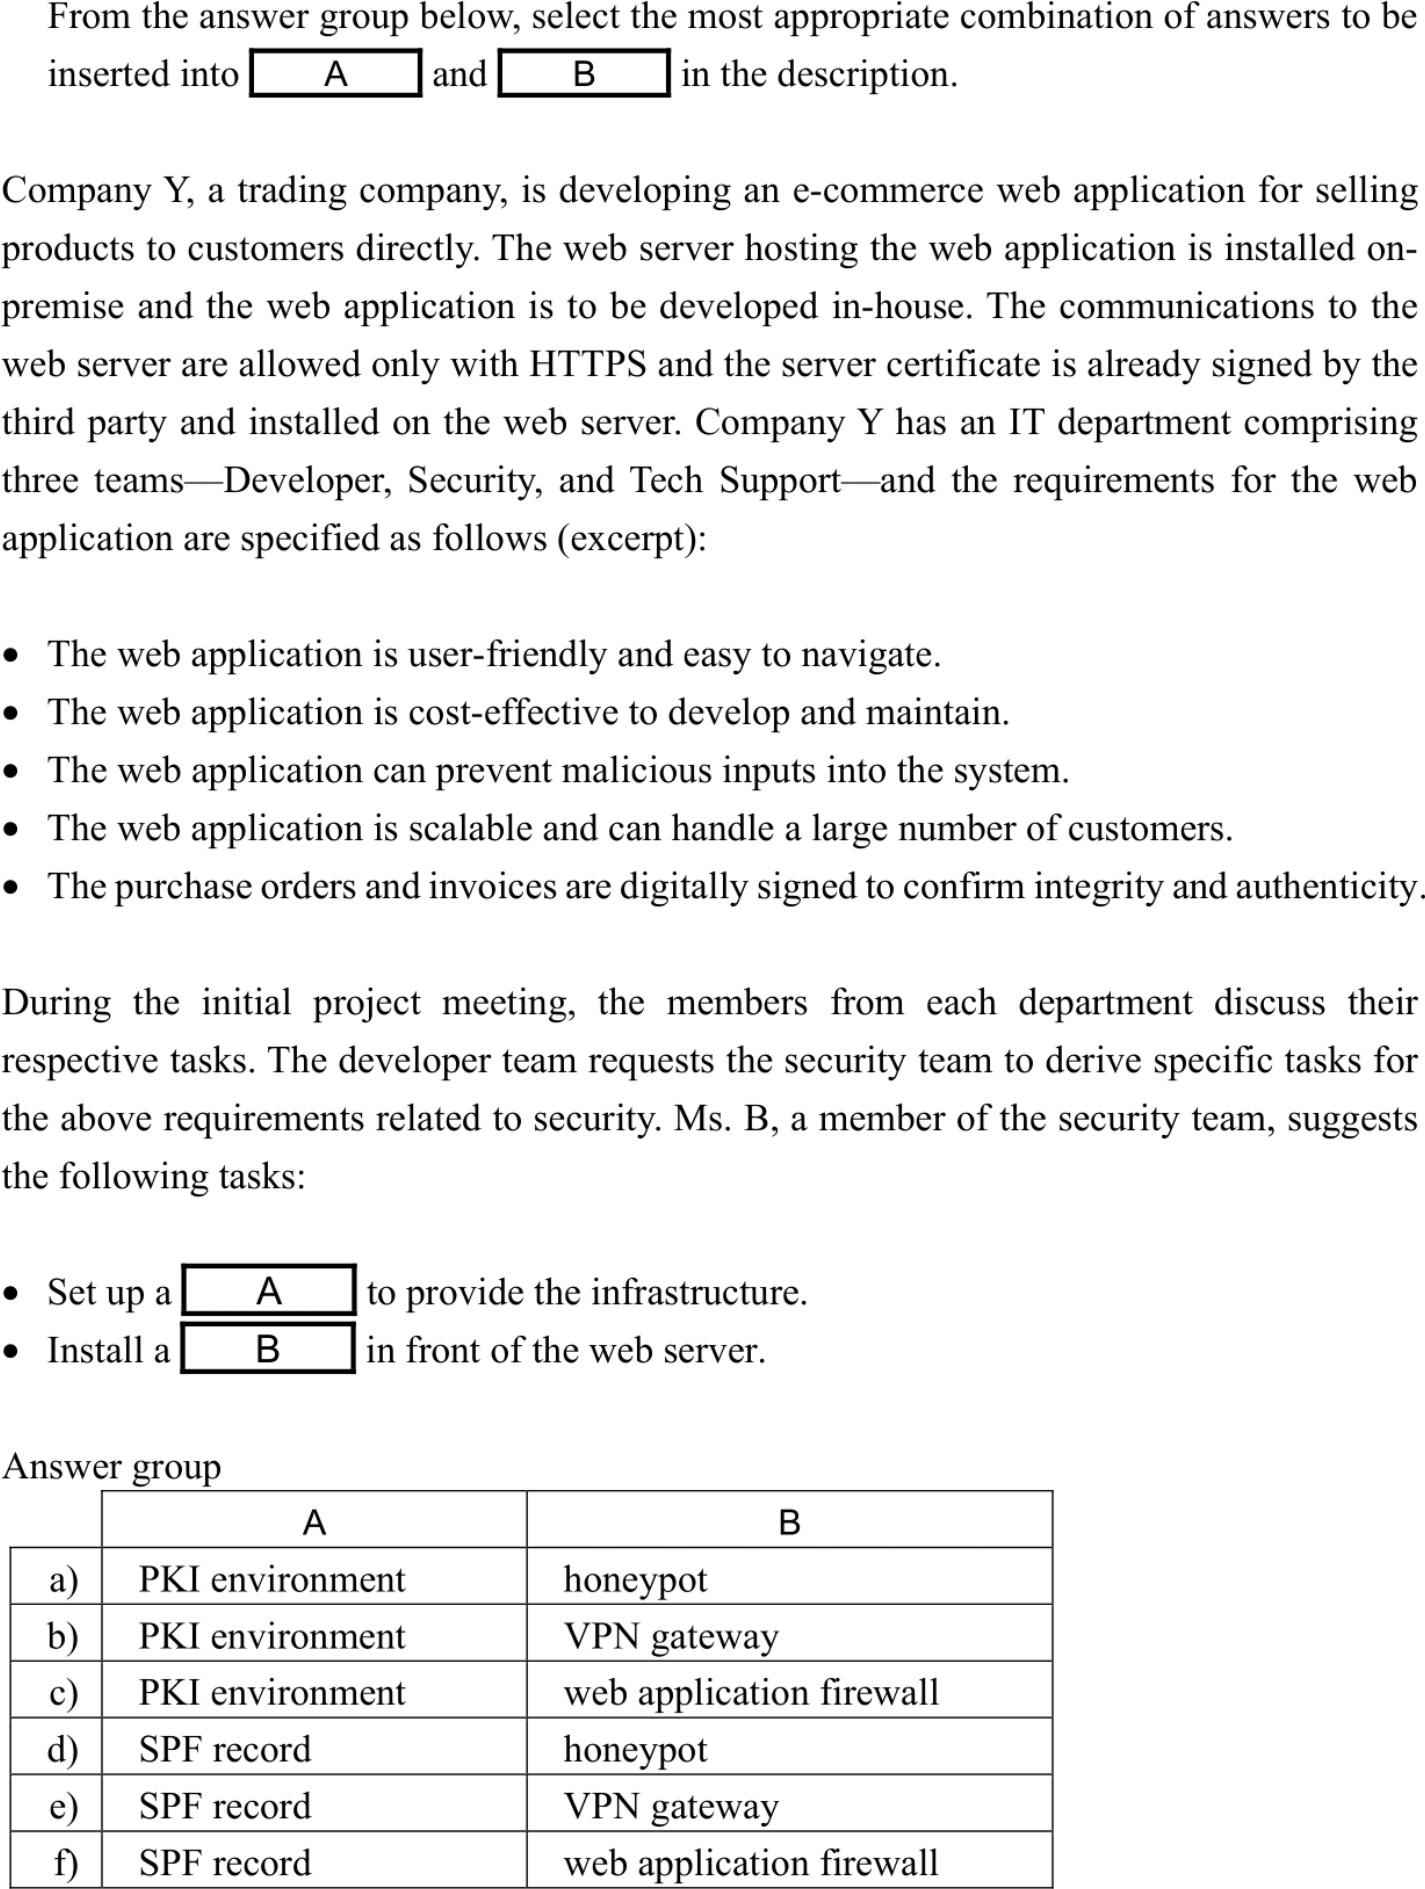 From the answer group below, select the most appropriate combination of answers to be
inserted into A and B in the description.
Company Y, a trading company, is developing an e-commerce web application for selling
products to customers directly. The web server hosting the web application is installed on-
premise and the web application is to be developed in-house. The communications to the
web server are allowed only with HTTPS and the server certificate is already signed by the
third party and installed on the web server. Company Y has an IT department comprising
three teams—Developer, Security, and Tech Support—and the requirements for the web
application are specified as follows (excerpt):
• The web application is user-friendly and easy to navigate.
• The web application is cost-effective to develop and maintain.
• The web application can prevent malicious inputs into the system.
• The web application is scalable and can handle a large number of customers.
• The purchase orders and invoices are digitally signed to confirm integrity and authenticity.
During the initial project meeting, the members from each department discuss their
respective tasks. The developer team requests the security team to derive specific tasks for
the above requirements related to security. Ms. B, a member of the security team, suggests
the following tasks:
• Set up a A to provide the infrastructure.
• Install a B in front of the web server.
Answer group
A B
a) PKI environment honeypot
b) PKI environment VPN gateway
c) PKI environment web application firewall
d) SPF record honeypot
e) SPF record VPN gateway
f) SPF record web application firewall